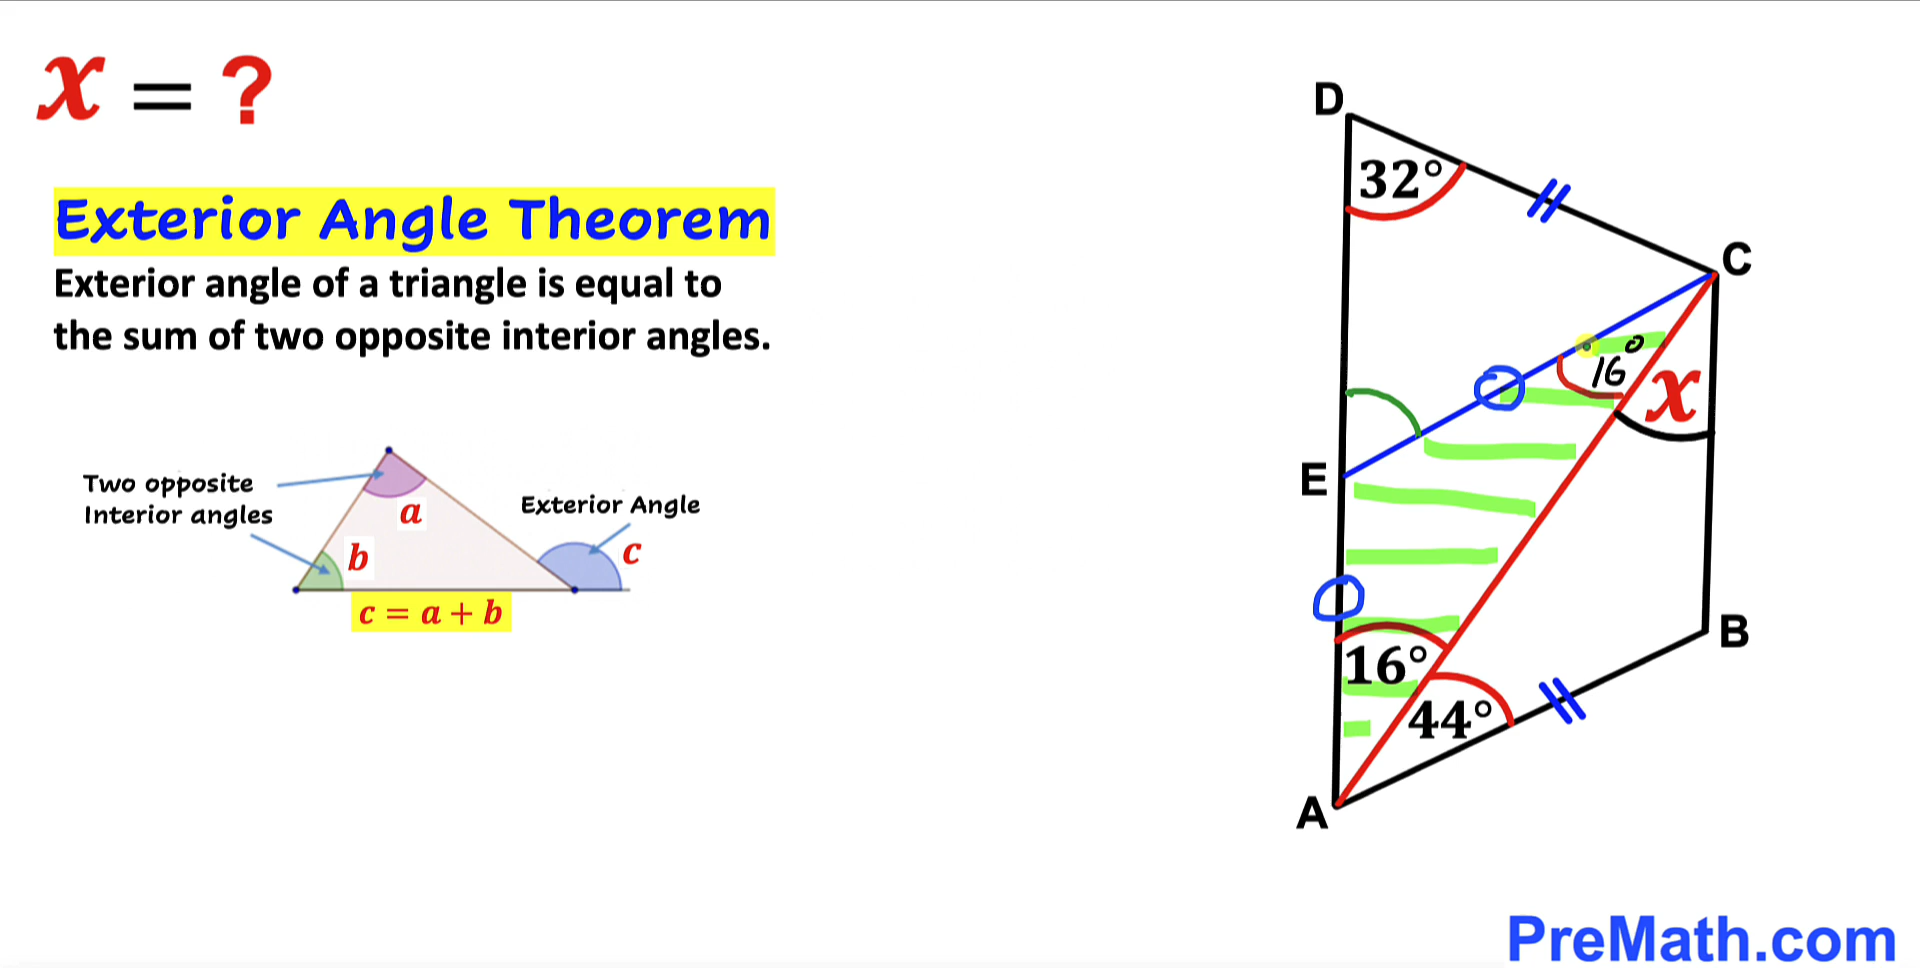 x = ?
Exterior Angle Theorem
Exterior angle of a triangle is equal to
the sum of two opposite interior angles.
Two opposite
Interior angles
a
b
Exterior Angle
c
c = a + b
D
32°
C
16°
x
E
B
16°
44°
A
PreMath.com